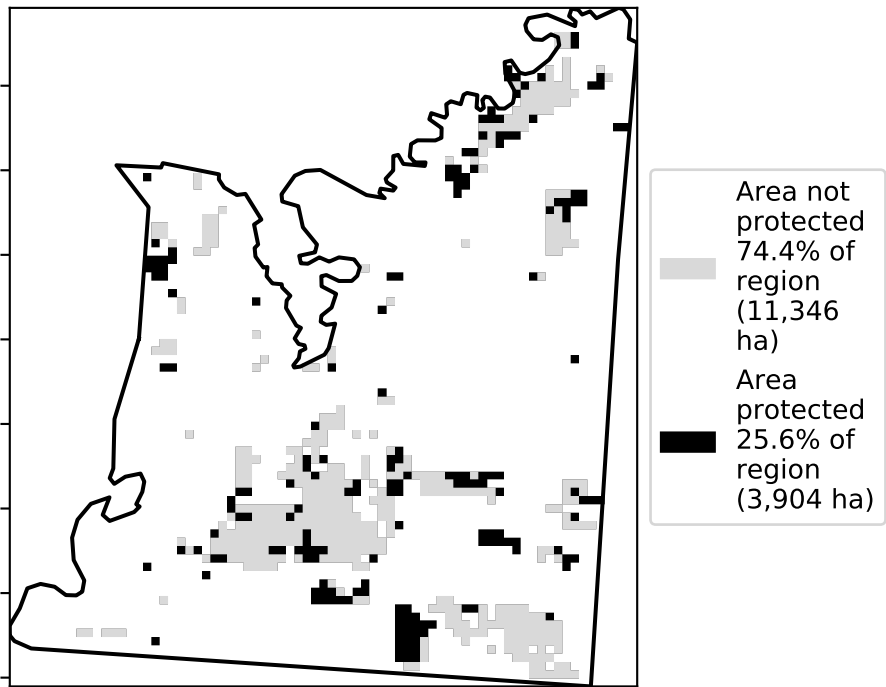 Area not
protected
74.4% of
region
(11,346
ha)
Area
protected
25.6% of
region
(3,904 ha)